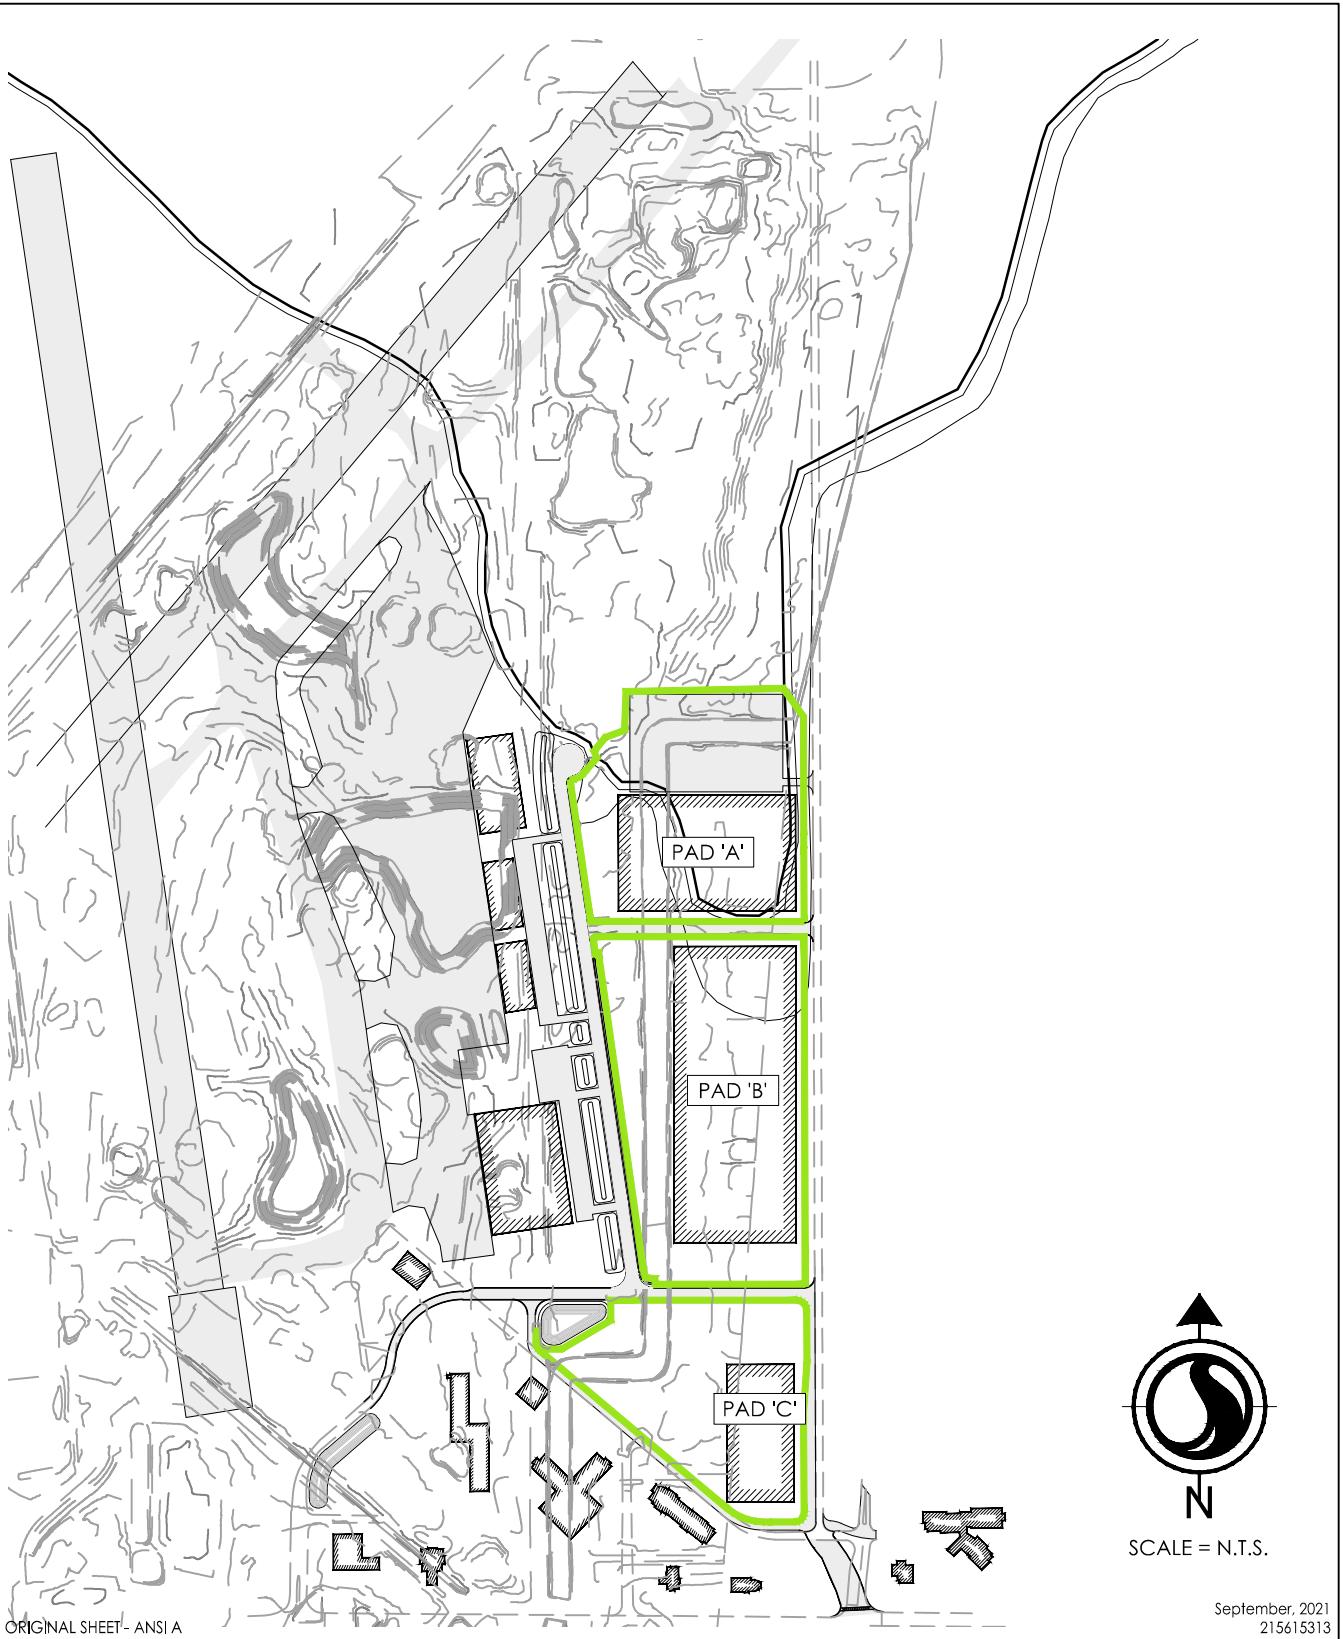 PAD 'A'
PAD 'B'
PAD 'C'
N
SCALE = N.T.S.
ORIGINAL SHEET - ANSI A
September, 2021
215615313